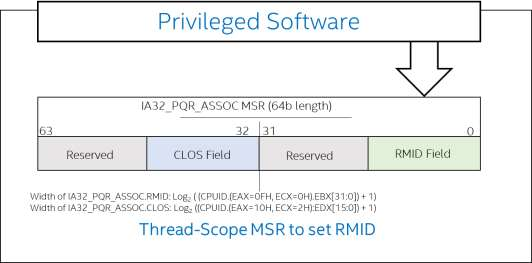 Privileged Software
IA32_PQR_ASSOC MSR (64b length)
63 32 31 0
Reserved CLOS Field Reserved RMID Field
Width of IA32_PQR_ASSOC.RMID: Log2 ( (CPUID.(EAX=0FH, ECX=0H).EBX[31:0]) + 1)
Width of IA32_PQR_ASSOC.CLOS: Log2 ((CPUID.(EAX=10H, ECX=2H):EDX[15:0]) + 1)
Thread-Scope MSR to set RMID